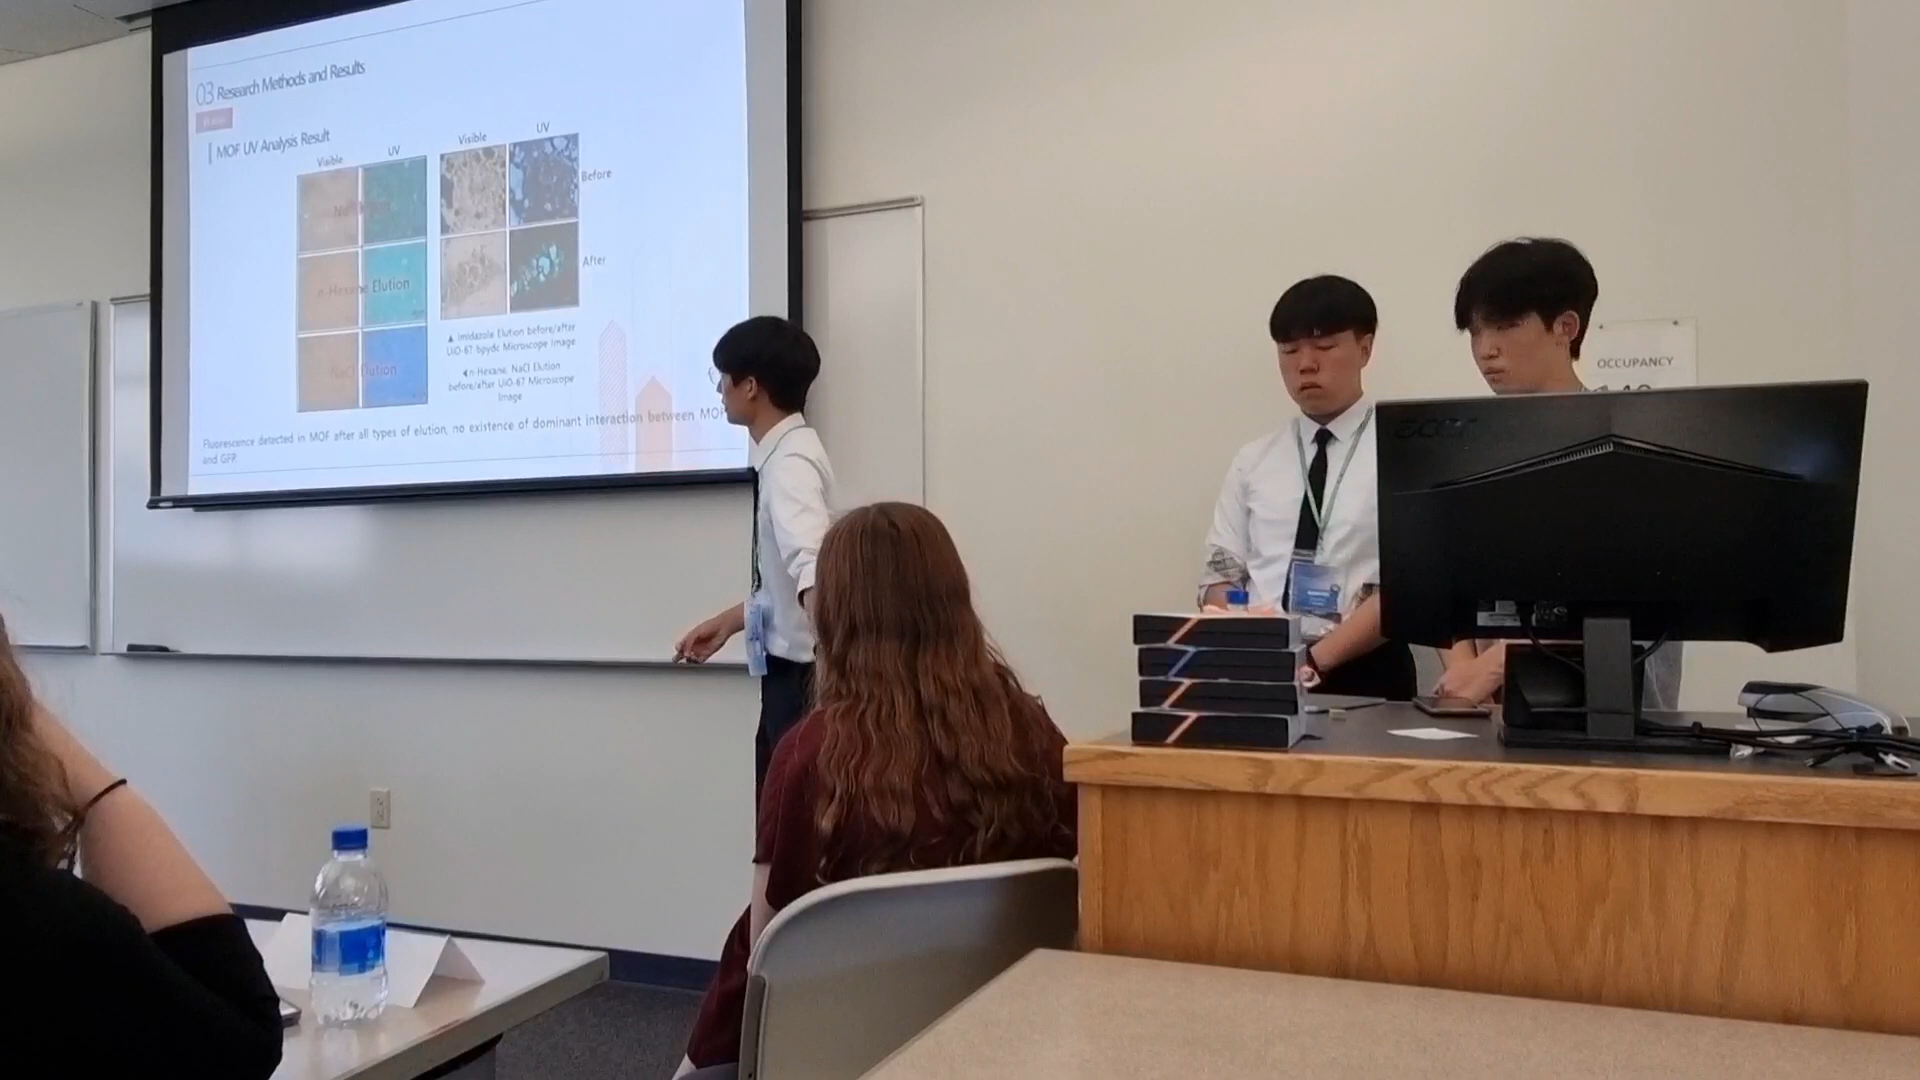 03 Research Methods and Results
MOF UV Analysis Result
Visible
UV
Visible
UV
Before
After
n-Hexane Elution
NaCl Elution
▲ Imidazole Elution before/after
UiO-67 bpydc Microscope Image
◀ n-Hexane, NaCl Elution
before/after UiO-67 Microscope
Image
Fluorescence detected in MOF after all types of elution, no existence of dominant interaction between MOF
and GFP.
OCCUPANCY
acer